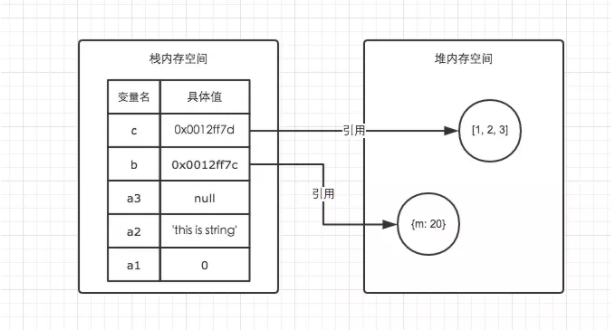 栈内存空间
变量名 具体值
c 0x0012ff7d
b 0x0012ff7c
a3 null
a2 'this is string'
a1 0
引用
引用
堆内存空间
[1, 2, 3]
{m: 20}